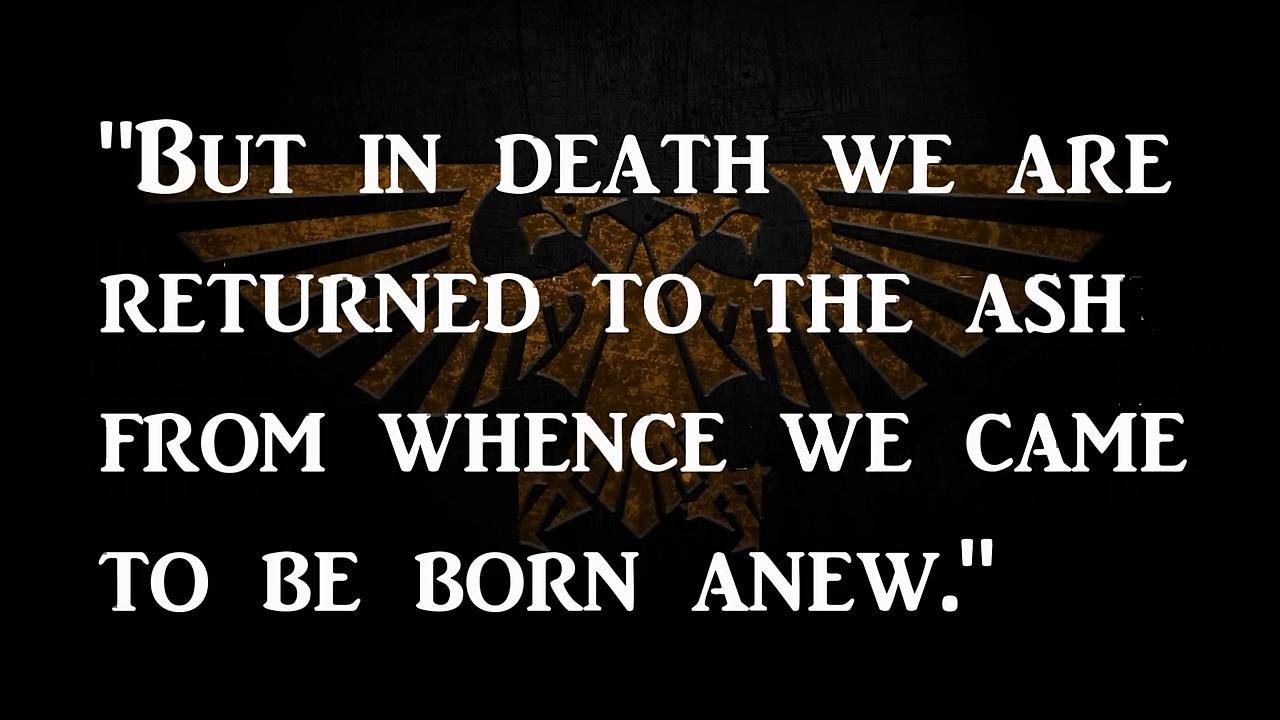 "But in death we are
returned to the ash
from whence we came
to be born anew."